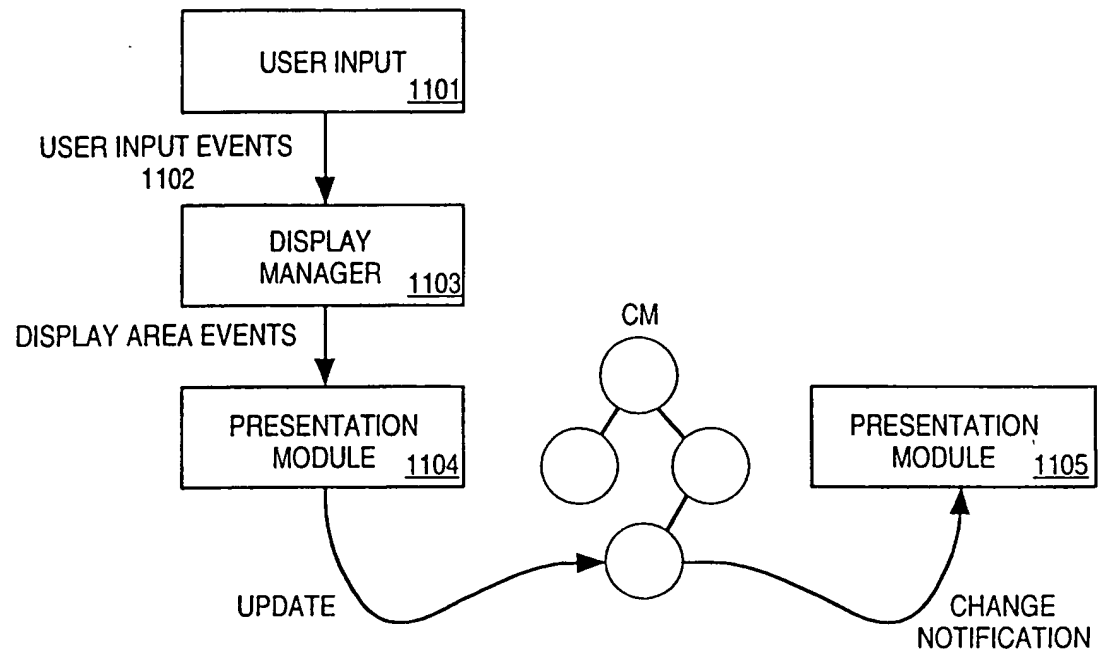 USER INPUT
1101
USER INPUT EVENTS
1102
DISPLAY
MANAGER
1103
DISPLAY AREA EVENTS
CM
PRESENTATION
MODULE
1104
PRESENTATION
MODULE
1105
UPDATE
CHANGE
NOTIFICATION